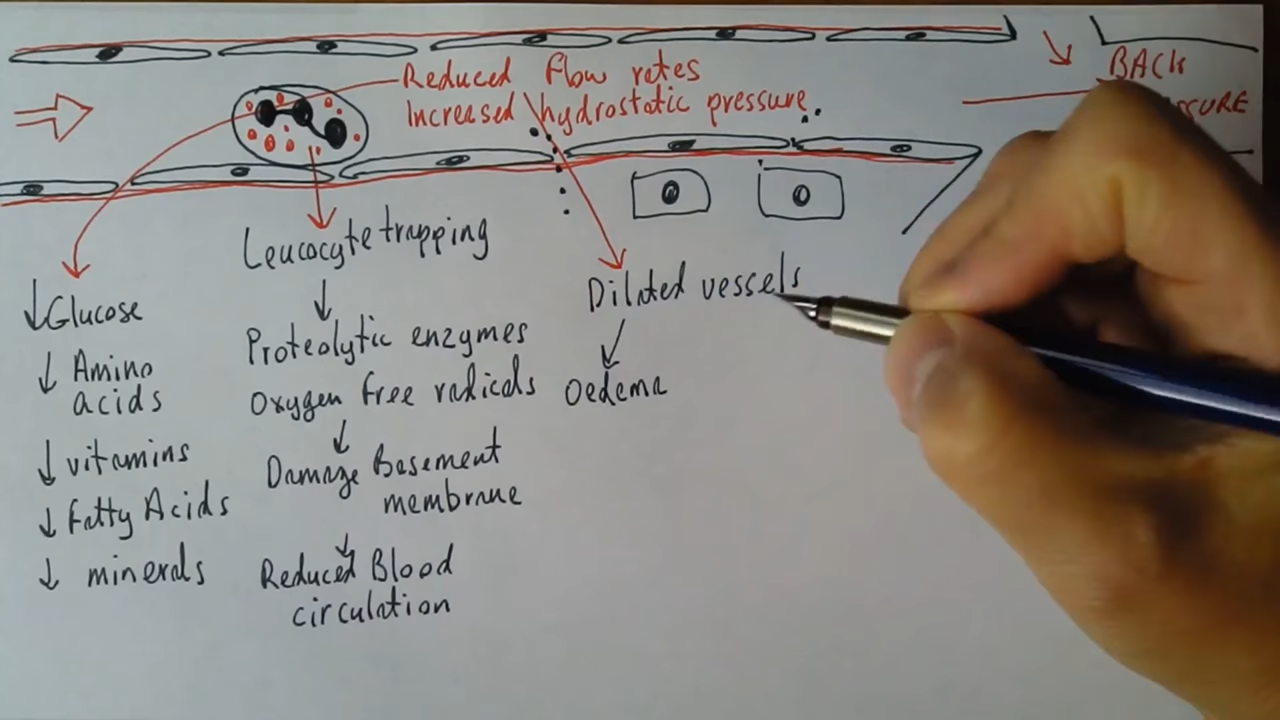 Reduced flow rates
Increased hydrostatic pressure
BACK
Leucocyte trapping
Dilated vessels
↓Glucose
↓ Amino
acids
↓ vitamins
↓ Fatty Acids
↓ minerals
Proteolytic enzymes
Oxygen free radicals
Damage Basement
membrane
Reduced Blood
circulation
Oedema